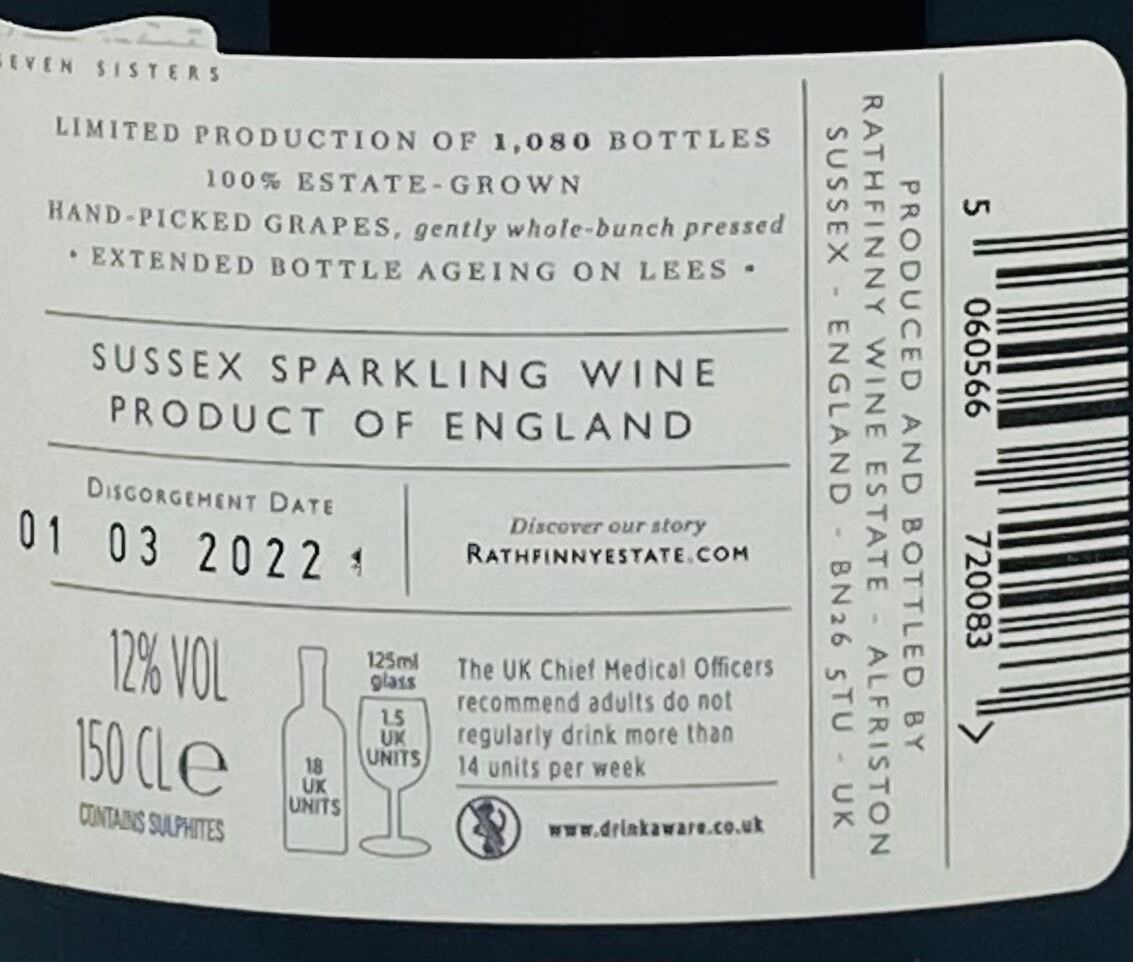 SEVEN SISTERS
LIMITED PRODUCTION OF 1,080 BOTTLES
100% ESTATE-GROWN
HAND-PICKED GRAPES, gently whole-bunch pressed
• EXTENDED BOTTLE AGEING ON LEES •
SUSSEX SPARKLING WINE
PRODUCT OF ENGLAND
DISGORGEMENT DATE
01 03 2022
Discover our story
RATHFINNYESTATE.COM
12% VOL
150 CL e
CONTAINS SULPHITES
18
UK
UNITS
125ml
glass
1.5
UK
UNITS
The UK Chief Medical Officers
recommend adults do not
regularly drink more than
14 units per week
www.drinkaware.co.uk
PRODUCED AND BOTTLED BY
RATHFINNY WINE ESTATE - ALFRISTON
SUSSEX - ENGLAND - BN26 5TU - UK
5 060566 720083 >